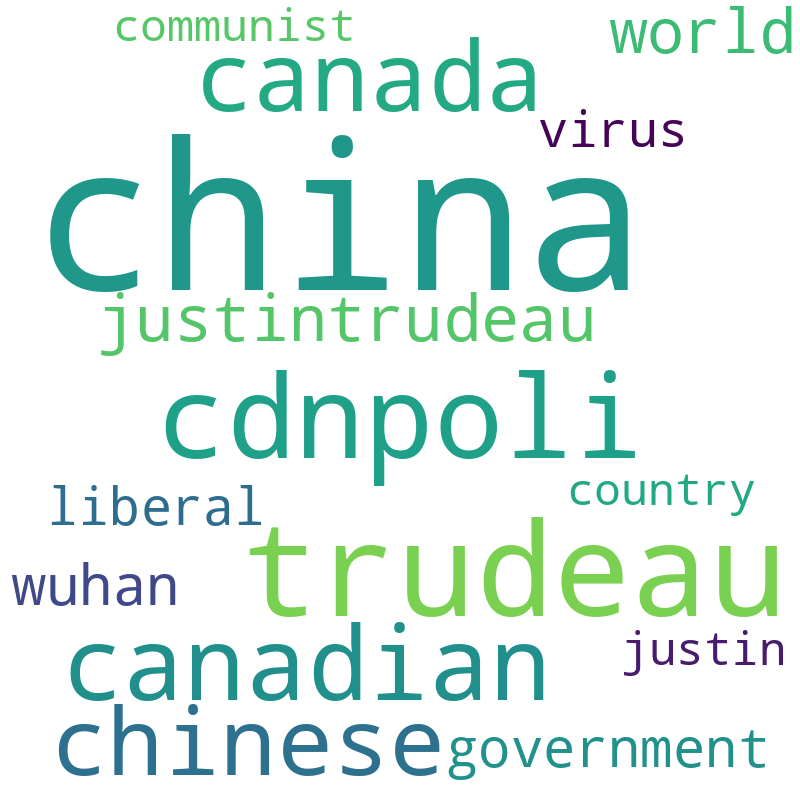 communist
world
canada
virus
china
justintrudeau
cdnpoli
country
liberal
trudeau
wuhan
canadian
justin
chinese
government